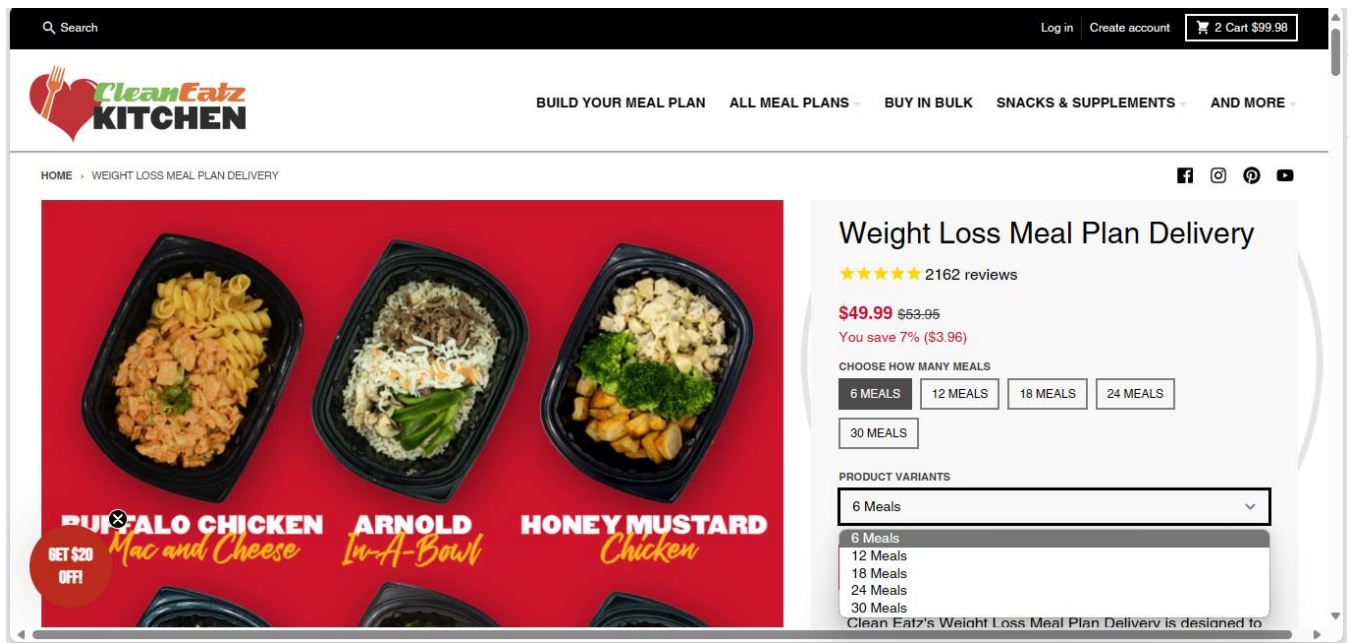 Search
Log in
Create account
2 Cart $99.98
CleanEatz
KITCHEN
BUILD YOUR MEAL PLAN
ALL MEAL PLANS
BUY IN BULK
SNACKS & SUPPLEMENTS
AND MORE
HOME › WEIGHT LOSS MEAL PLAN DELIVERY
BUFFALO CHICKEN
Mac and Cheese
ARNOLD
In-A-Bowl
HONEY MUSTARD
Chicken
GET $20
OFF!
Weight Loss Meal Plan Delivery
2162 reviews
$49.99 $53.95
You save 7% ($3.96)
CHOOSE HOW MANY MEALS
6 MEALS
12 MEALS
18 MEALS
24 MEALS
30 MEALS
PRODUCT VARIANTS
6 Meals
6 Meals
12 Meals
18 Meals
24 Meals
30 Meals
Clean Eatz's Weight Loss Meal Plan Delivery is designed to